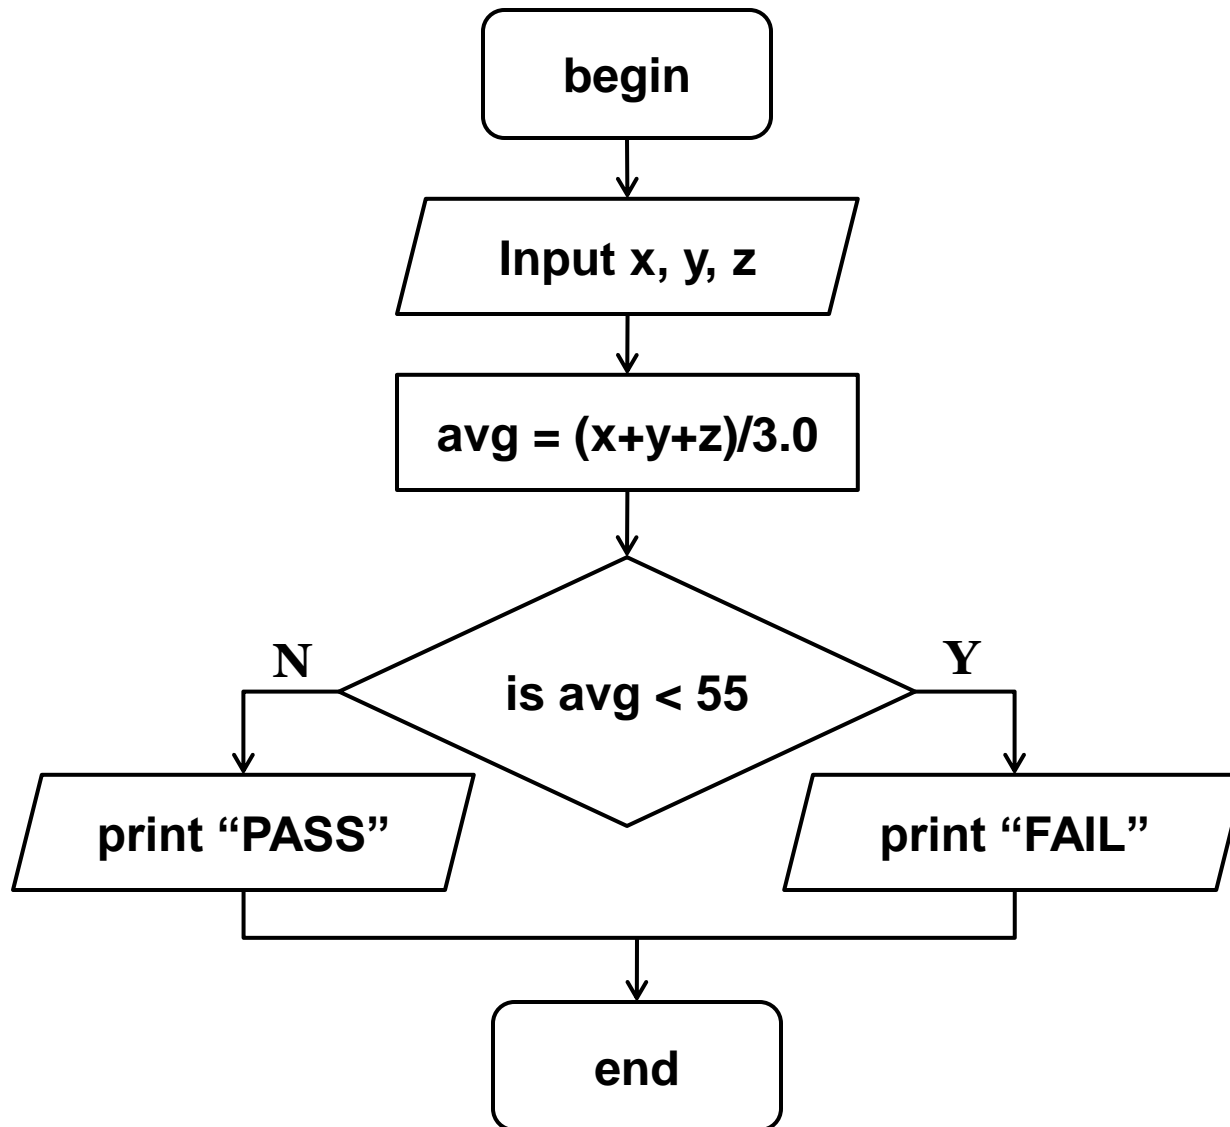 begin
Input x, y, z
avg = (x+y+z)/3.0
N
Y
is avg < 55
print “PASS”
print “FAIL”
end